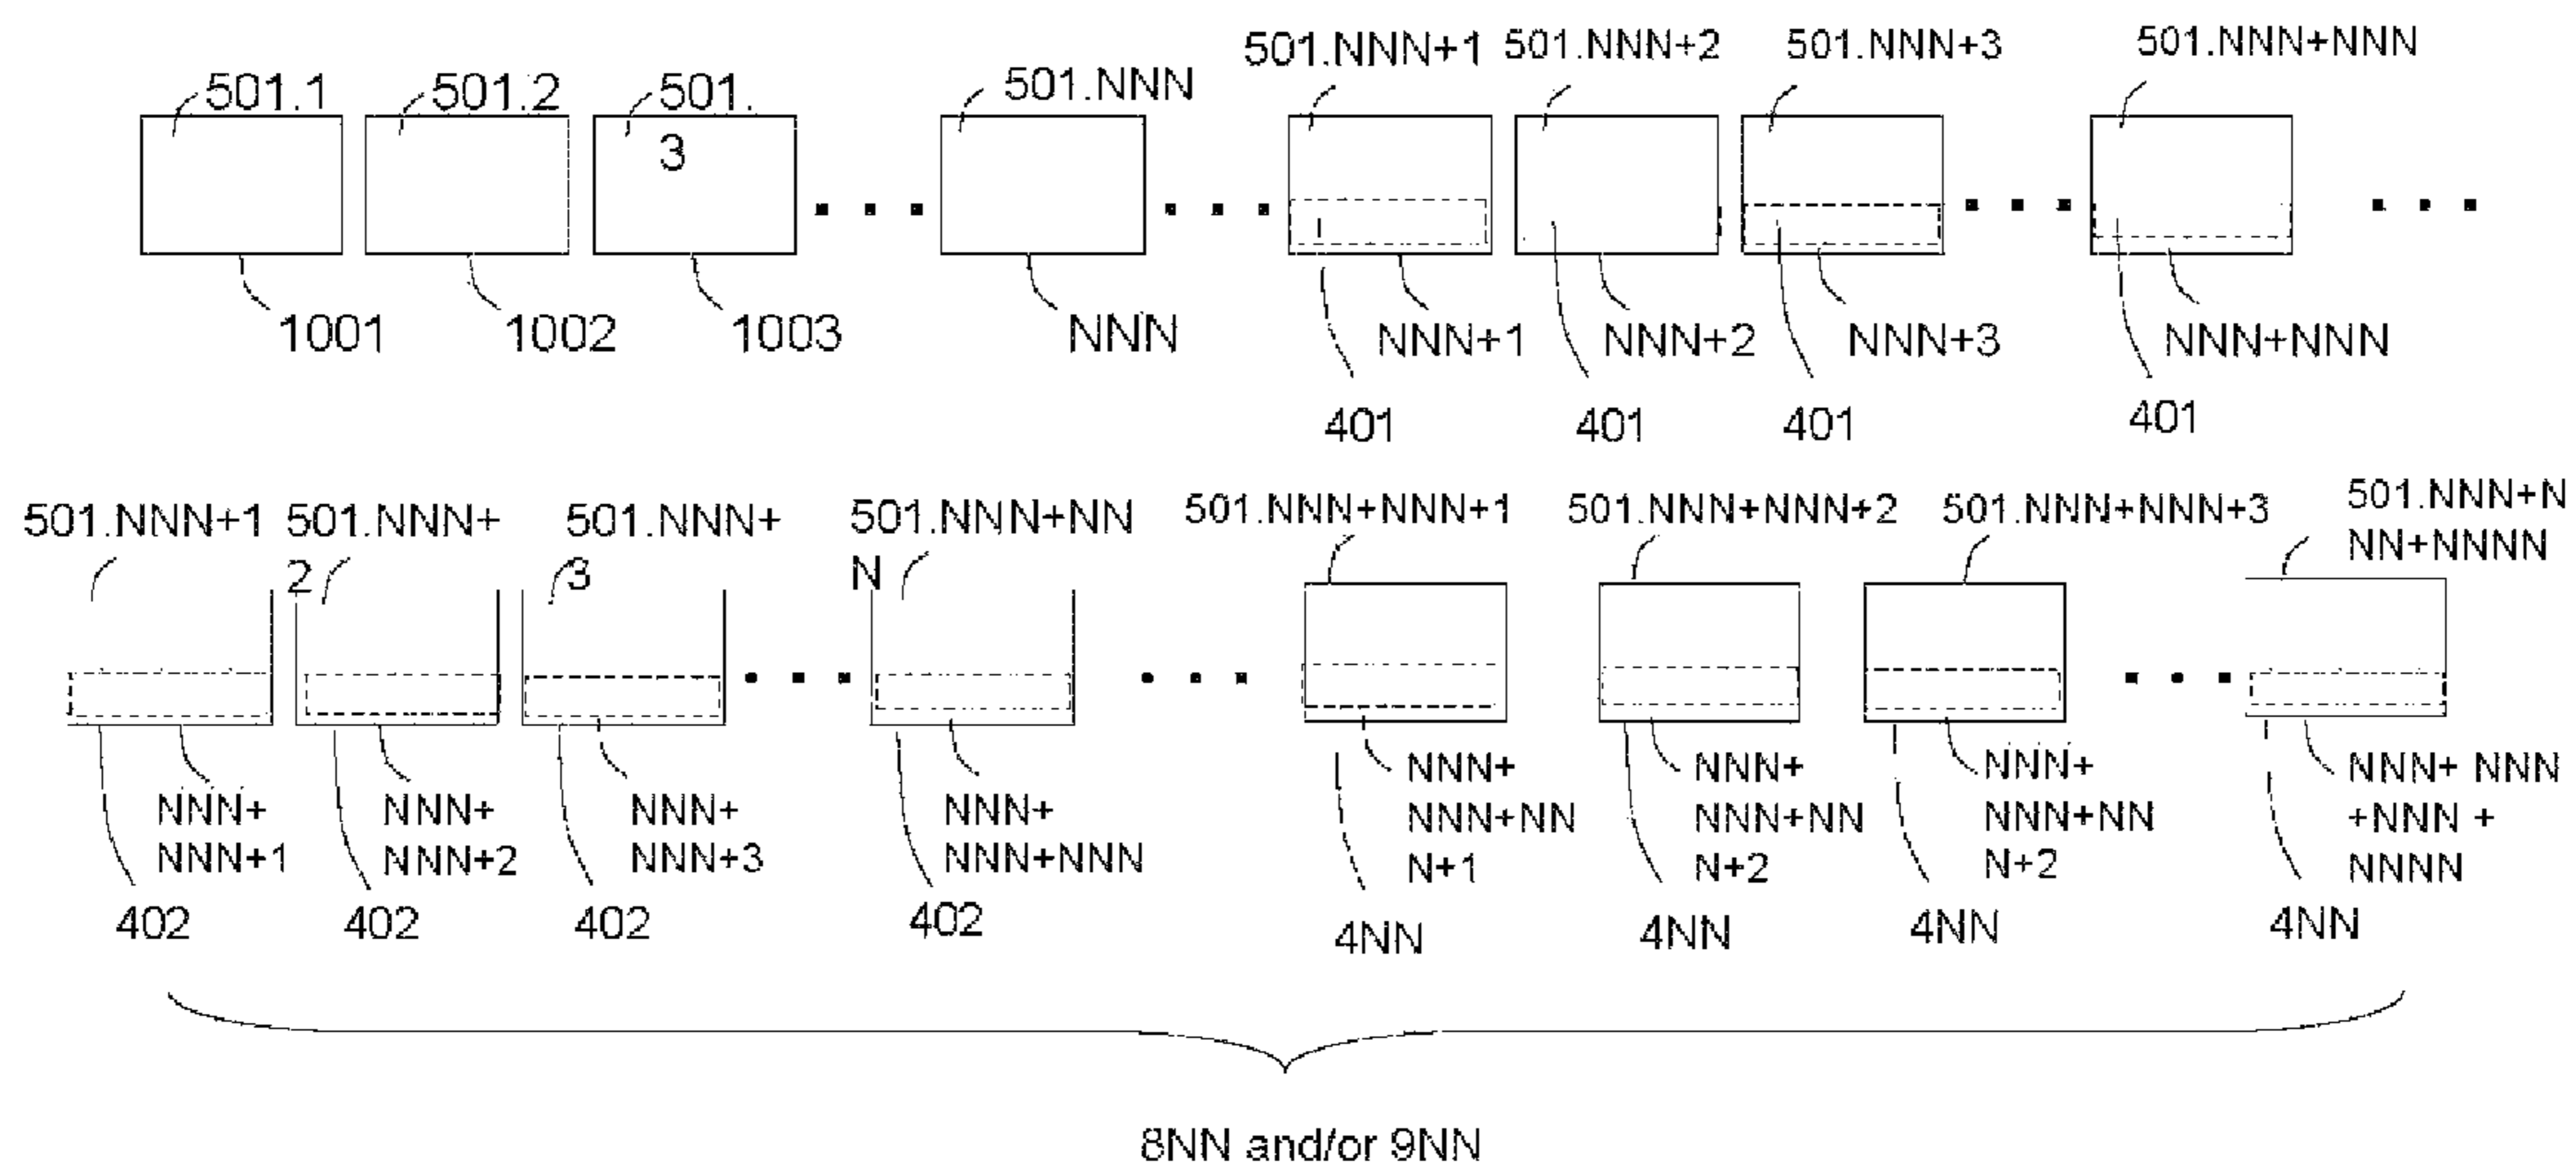 501.1
501.2
501.
3
501.NNN
501.NNN+1
501.NNN+2
501.NNN+3
501.NNN+NNN
1001
1002
1003
NNN
NNN+1
NNN+2
NNN+3
NNN+NNN
401
401
401
401
501.NNN+1
501.NNN+
2
501.NNN+
3
501.NNN+NN
N
501.NNN+NNN+1
501.NNN+NNN+2
501.NNN+NNN+3
501.NNN+N
NN+NNNN
NNN+
NNN+1
NNN+
NNN+2
NNN+
NNN+3
NNN+
NNN+NNN
NNN+
NNN+NN
N+1
NNN+
NNN+NN
N+2
NNN+
NNN+NN
N+2
NNN+ NNN
+NNN +
NNNN
402
402
402
402
4NN
4NN
4NN
4NN
8NN and/or 9NN